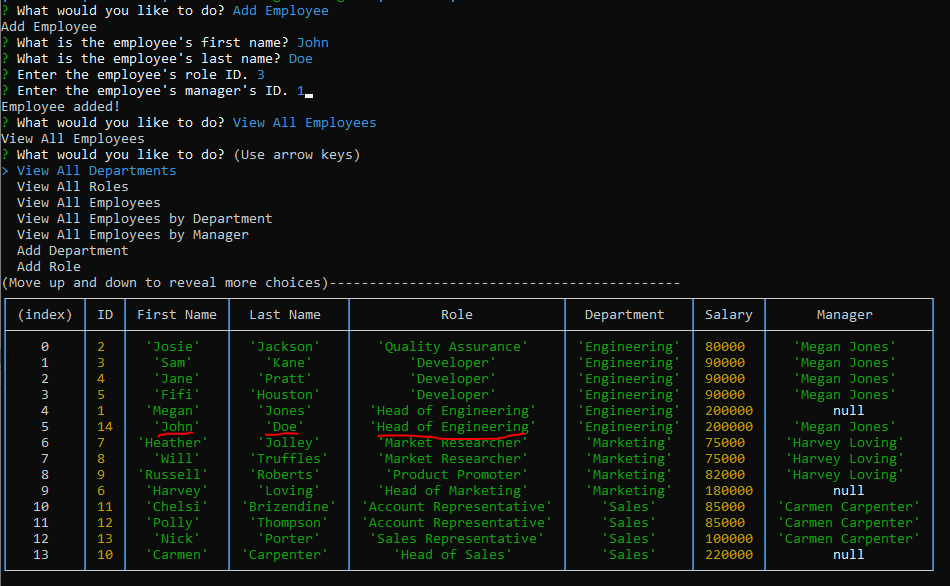 ? What would you like to do? Add Employee
Add Employee
? What is the employee's first name? John
? What is the employee's last name? Doe
? Enter the employee's role ID. 3
? Enter the employee's manager's ID. 1
Employee added!
? What would you like to do? View All Employees
View All Employees
? What would you like to do? (Use arrow keys)
> View All Departments
View All Roles
View All Employees
View All Employees by Department
View All Employees by Manager
Add Department
Add Role
(Move up and down to reveal more choices)--------------------------------------------
(index) ID First Name Last Name Role Department Salary Manager
0 2 'Josie' 'Jackson' 'Quality Assurance' 'Engineering' 80000 'Megan Jones'
1 3 'Sam' 'Kane' 'Developer' 'Engineering' 90000 'Megan Jones'
2 4 'Jane' 'Pratt' 'Developer' 'Engineering' 90000 'Megan Jones'
3 5 'Fifi' 'Houston' 'Developer' 'Engineering' 90000 'Megan Jones'
4 1 'Megan' 'Jones' 'Head of Engineering' 'Engineering' 200000 null
5 14 'John' 'Doe' 'Head of Engineering' 'Engineering' 200000 'Megan Jones'
6 7 'Heather' 'Jolley' 'Market Researcher' 'Marketing' 75000 'Harvey Loving'
7 8 'Will' 'Truffles' 'Market Researcher' 'Marketing' 75000 'Harvey Loving'
8 9 'Russell' 'Roberts' 'Product Promoter' 'Marketing' 82000 'Harvey Loving'
9 6 'Harvey' 'Loving' 'Head of Marketing' 'Marketing' 180000 null
10 11 'Chelsi' 'Brizendine' 'Account Representative' 'Sales' 85000 'Carmen Carpenter'
11 12 'Polly' 'Thompson' 'Account Representative' 'Sales' 85000 'Carmen Carpenter'
12 13 'Nick' 'Porter' 'Sales Representative' 'Sales' 100000 'Carmen Carpenter'
13 10 'Carmen' 'Carpenter' 'Head of Sales' 'Sales' 220000 null